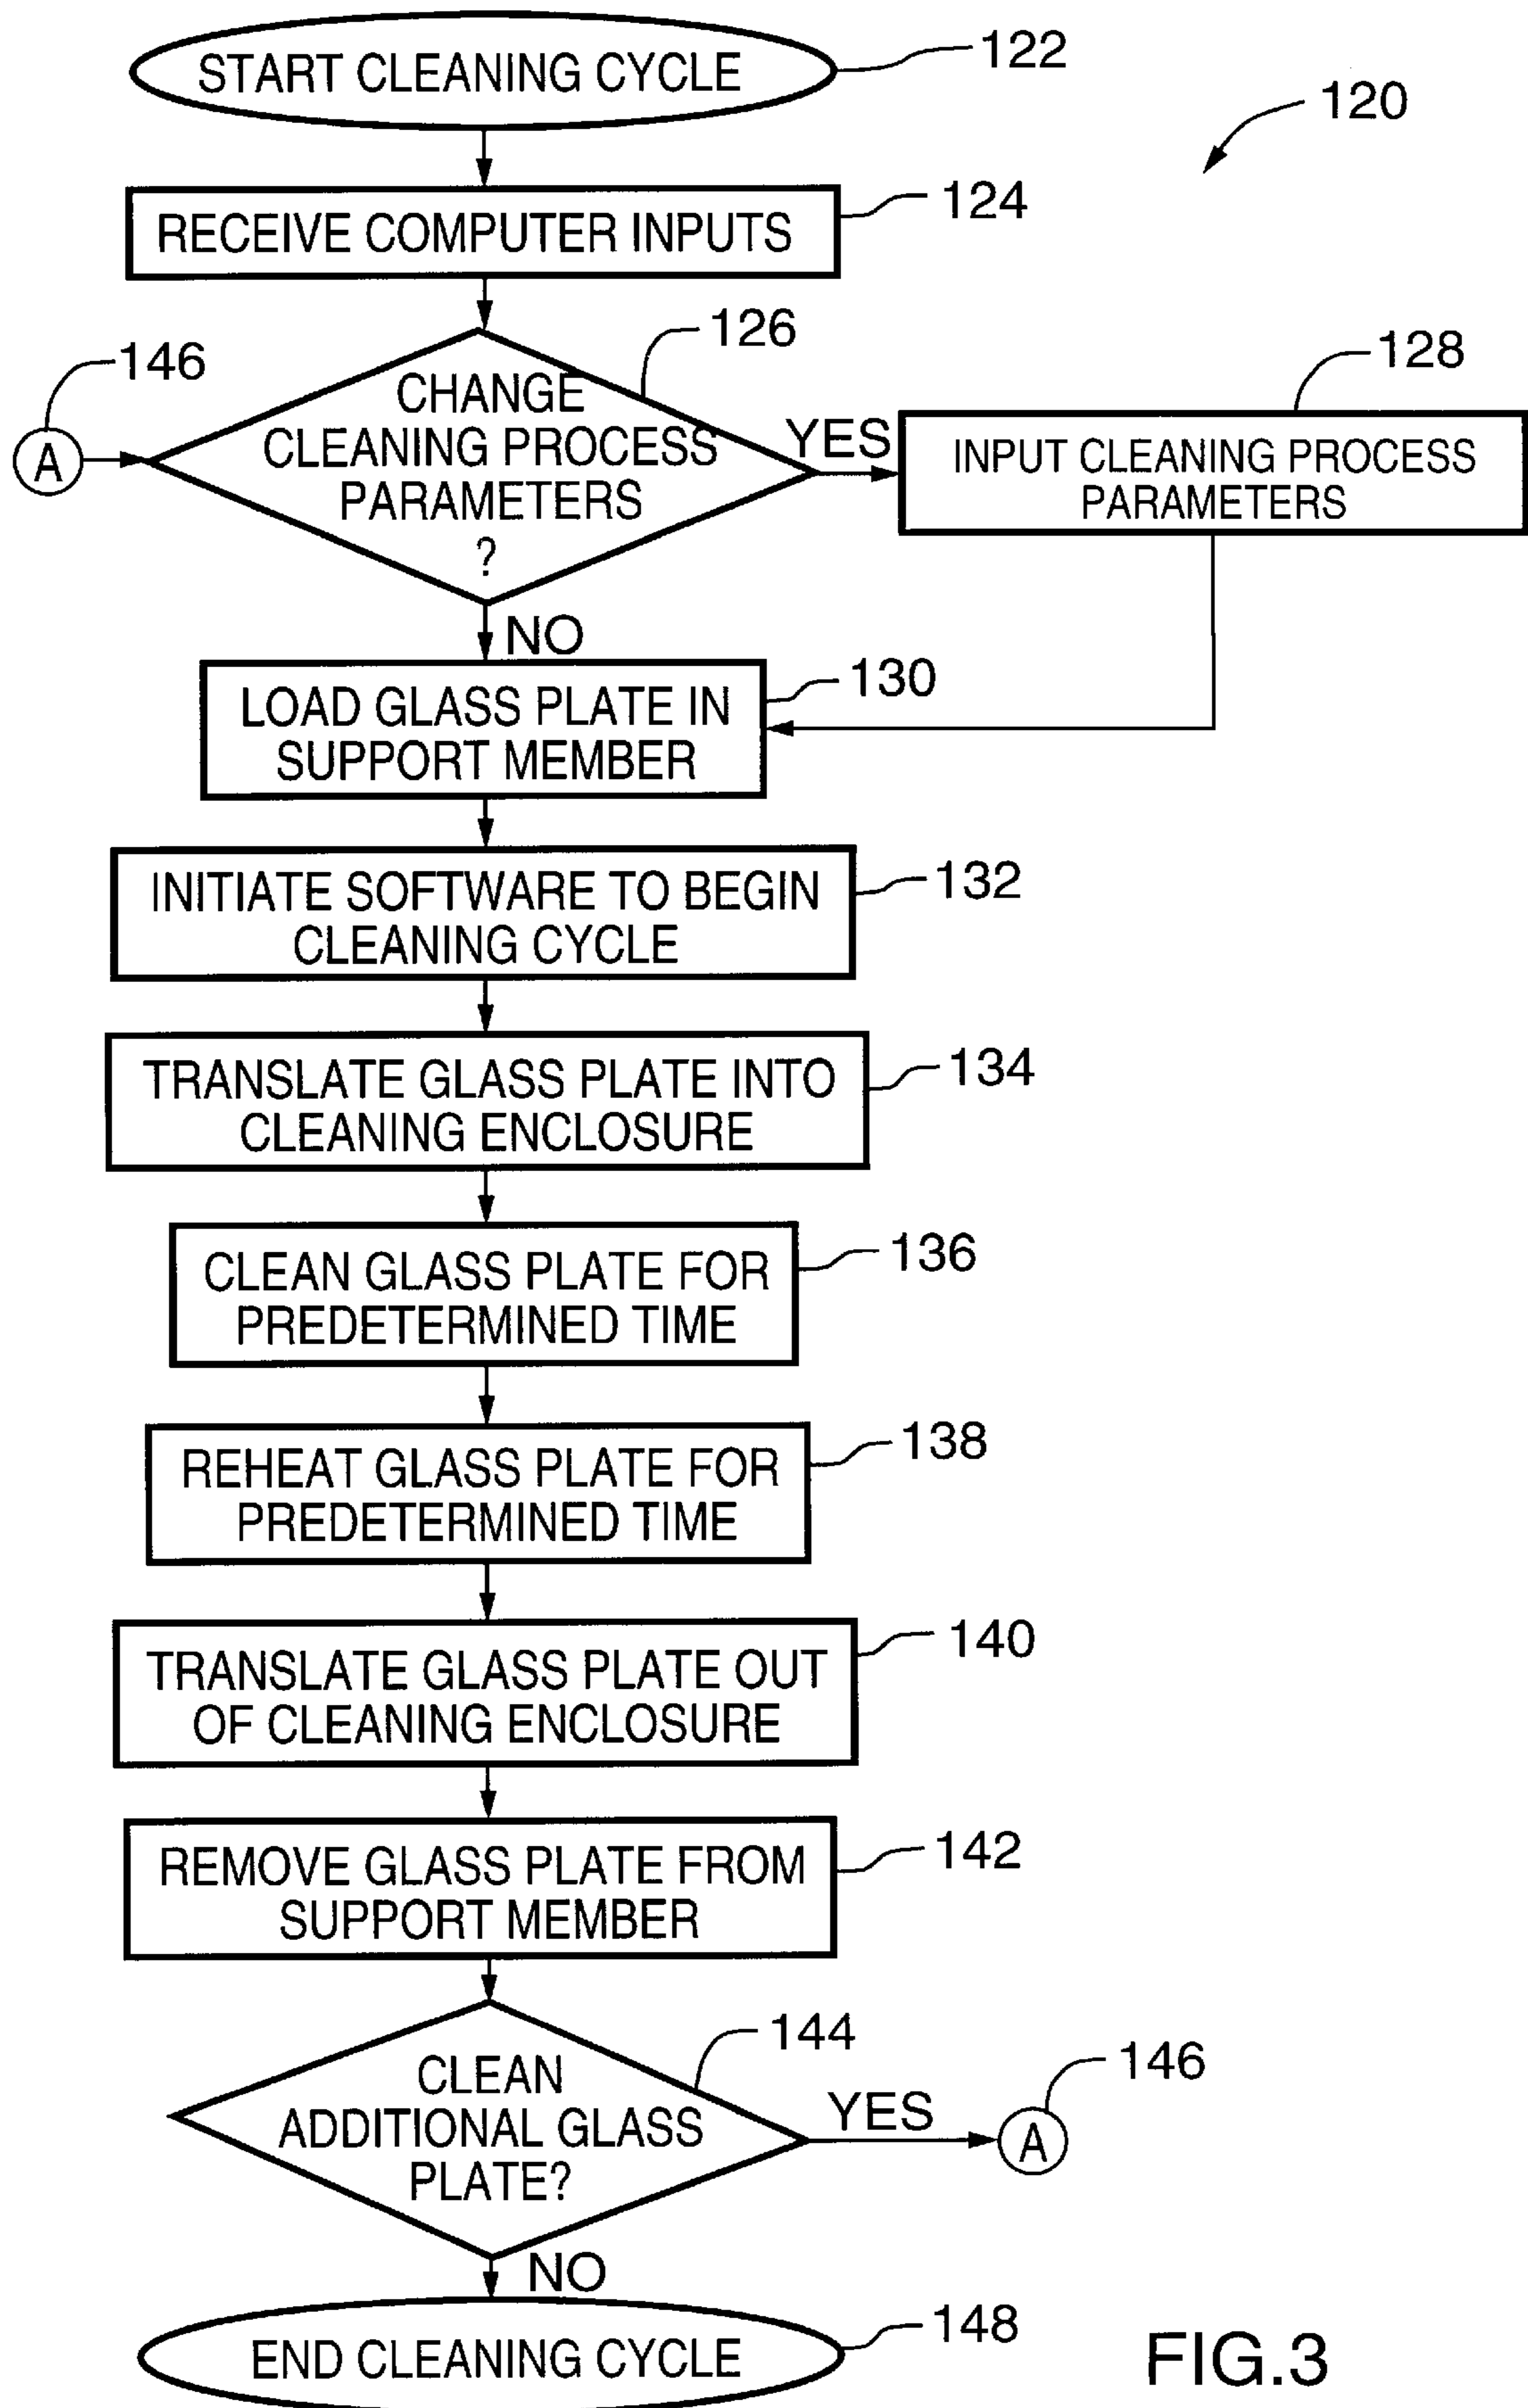 START CLEANING CYCLE
122
120
RECEIVE COMPUTER INPUTS
124
126
146
A
CHANGE
CLEANING PROCESS
PARAMETERS
?
YES
128
INPUT CLEANING PROCESS
PARAMETERS
NO
130
LOAD GLASS PLATE IN
SUPPORT MEMBER
132
INITIATE SOFTWARE TO BEGIN
CLEANING CYCLE
134
TRANSLATE GLASS PLATE INTO
CLEANING ENCLOSURE
136
CLEAN GLASS PLATE FOR
PREDETERMINED TIME
138
REHEAT GLASS PLATE FOR
PREDETERMINED TIME
140
TRANSLATE GLASS PLATE OUT
OF CLEANING ENCLOSURE
142
REMOVE GLASS PLATE FROM
SUPPORT MEMBER
144
CLEAN
ADDITIONAL GLASS
PLATE?
YES
146
A
NO
148
END CLEANING CYCLE
FIG.3